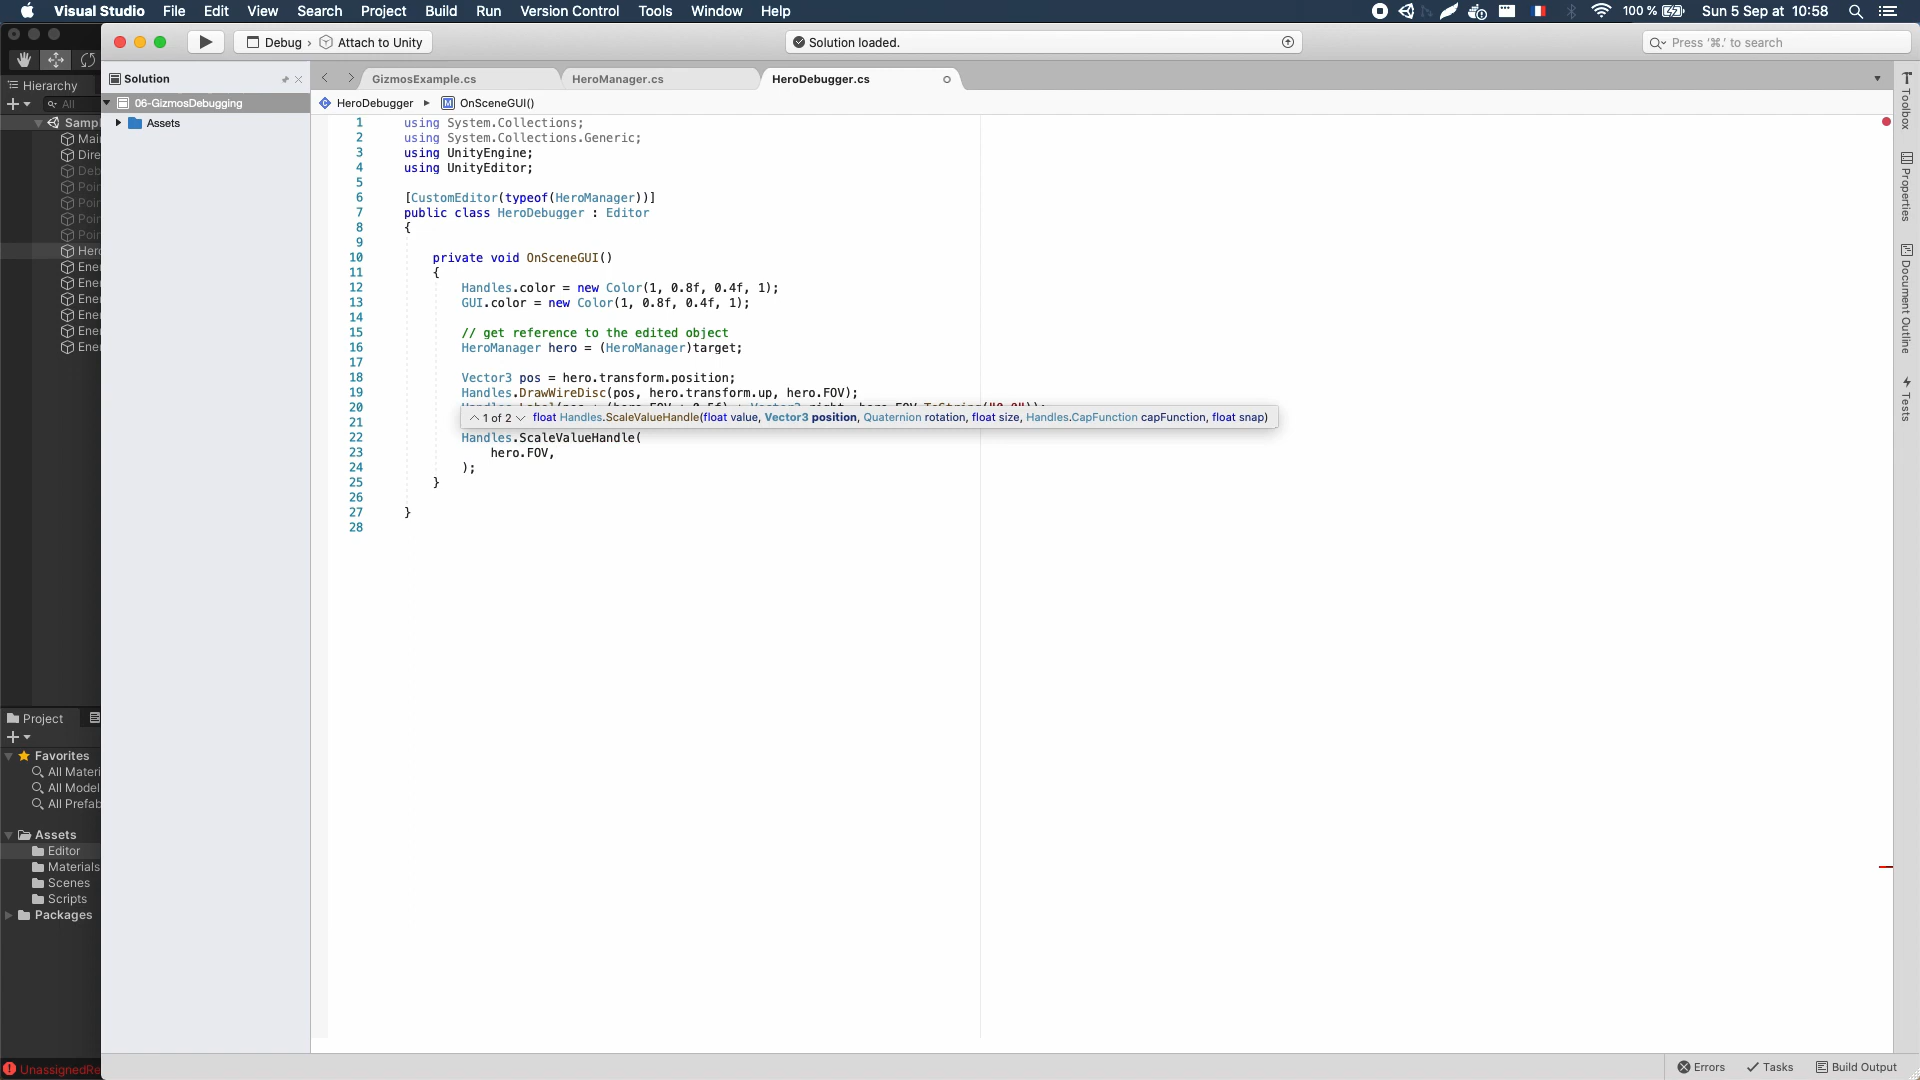 Visual Studio File Edit View Search Project Build Run Version Control Tools Window Help 100 % Sun 5 Sep at 10:58
Debug › Attach to Unity
Solution loaded.
Press '⌘.' to search
Hierarchy
All
Solution
06-GizmosDebugging
Assets
GizmosExample.cs HeroManager.cs HeroDebugger.cs
HeroDebugger ▸ OnSceneGUI()
1 using System.Collections;
2 using System.Collections.Generic;
3 using UnityEngine;
4 using UnityEditor;
5
6 [CustomEditor(typeof(HeroManager))]
7 public class HeroDebugger : Editor
8 {
9
10 private void OnSceneGUI()
11 {
12 Handles.color = new Color(1, 0.8f, 0.4f, 1);
13 GUI.color = new Color(1, 0.8f, 0.4f, 1);
14
15 // get reference to the edited object
16 HeroManager hero = (HeroManager)target;
17
18 Vector3 pos = hero.transform.position;
19 Handles.DrawWireDisc(pos, hero.transform.up, hero.FOV);
20
1 of 2 float Handles.ScaleValueHandle(float value, Vector3 position, Quaternion rotation, float size, Handles.CapFunction capFunction, float snap)
21
22 Handles.ScaleValueHandle(
23 hero.FOV,
24 );
25 }
26
27 }
28
Samp
Mai
Dire
Deb
Poin
Poin
Poin
Poin
Hero
Ene
Ene
Ene
Ene
Ene
Ene
Project
Favorites
All Materi
All Model
All Prefab
Assets
Editor
Materials
Scenes
Scripts
Packages
UnassignedRe
Toolbox
Properties
Document Outline
Tests
Errors Tasks Build Output